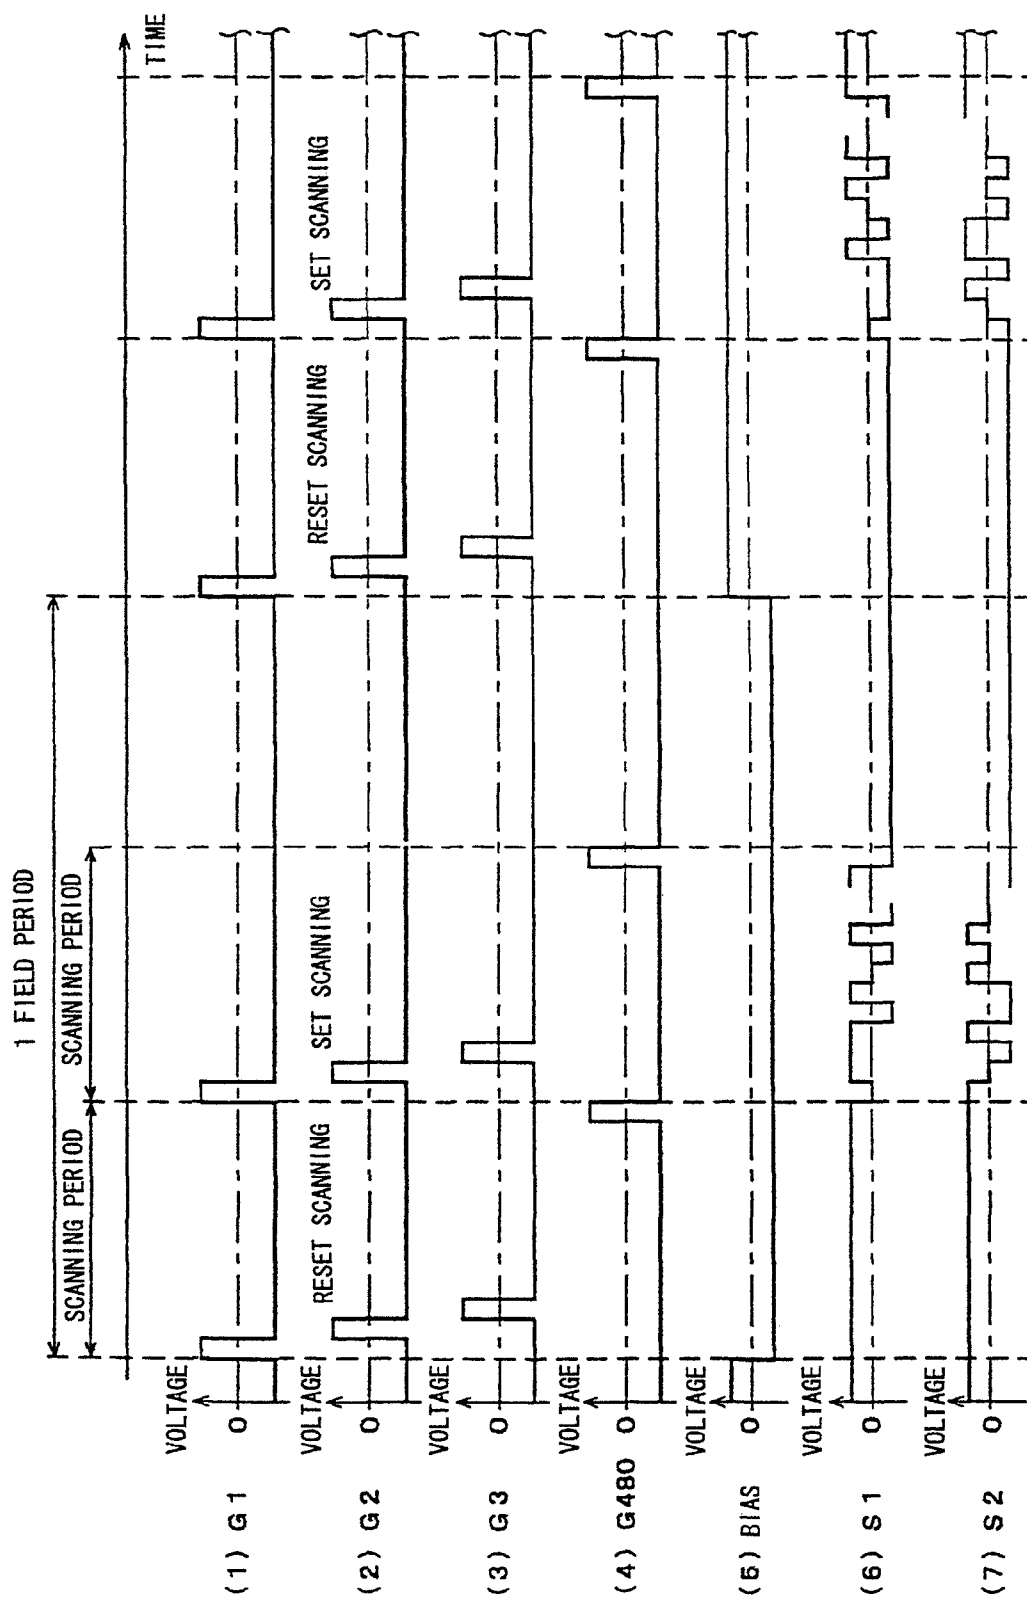 1 FIELD PERIOD
SCANNING PERIOD
SCANNING PERIOD
TIME
(1) G1
VOLTAGE
0
(2) G2
VOLTAGE
0
RESET SCANNING
SET SCANNING
RESET SCANNING
SET SCANNING
(3) G3
VOLTAGE
0
(4) G480
VOLTAGE
0
(5) BIAS
VOLTAGE
0
(6) S1
VOLTAGE
0
(7) S2
VOLTAGE
0